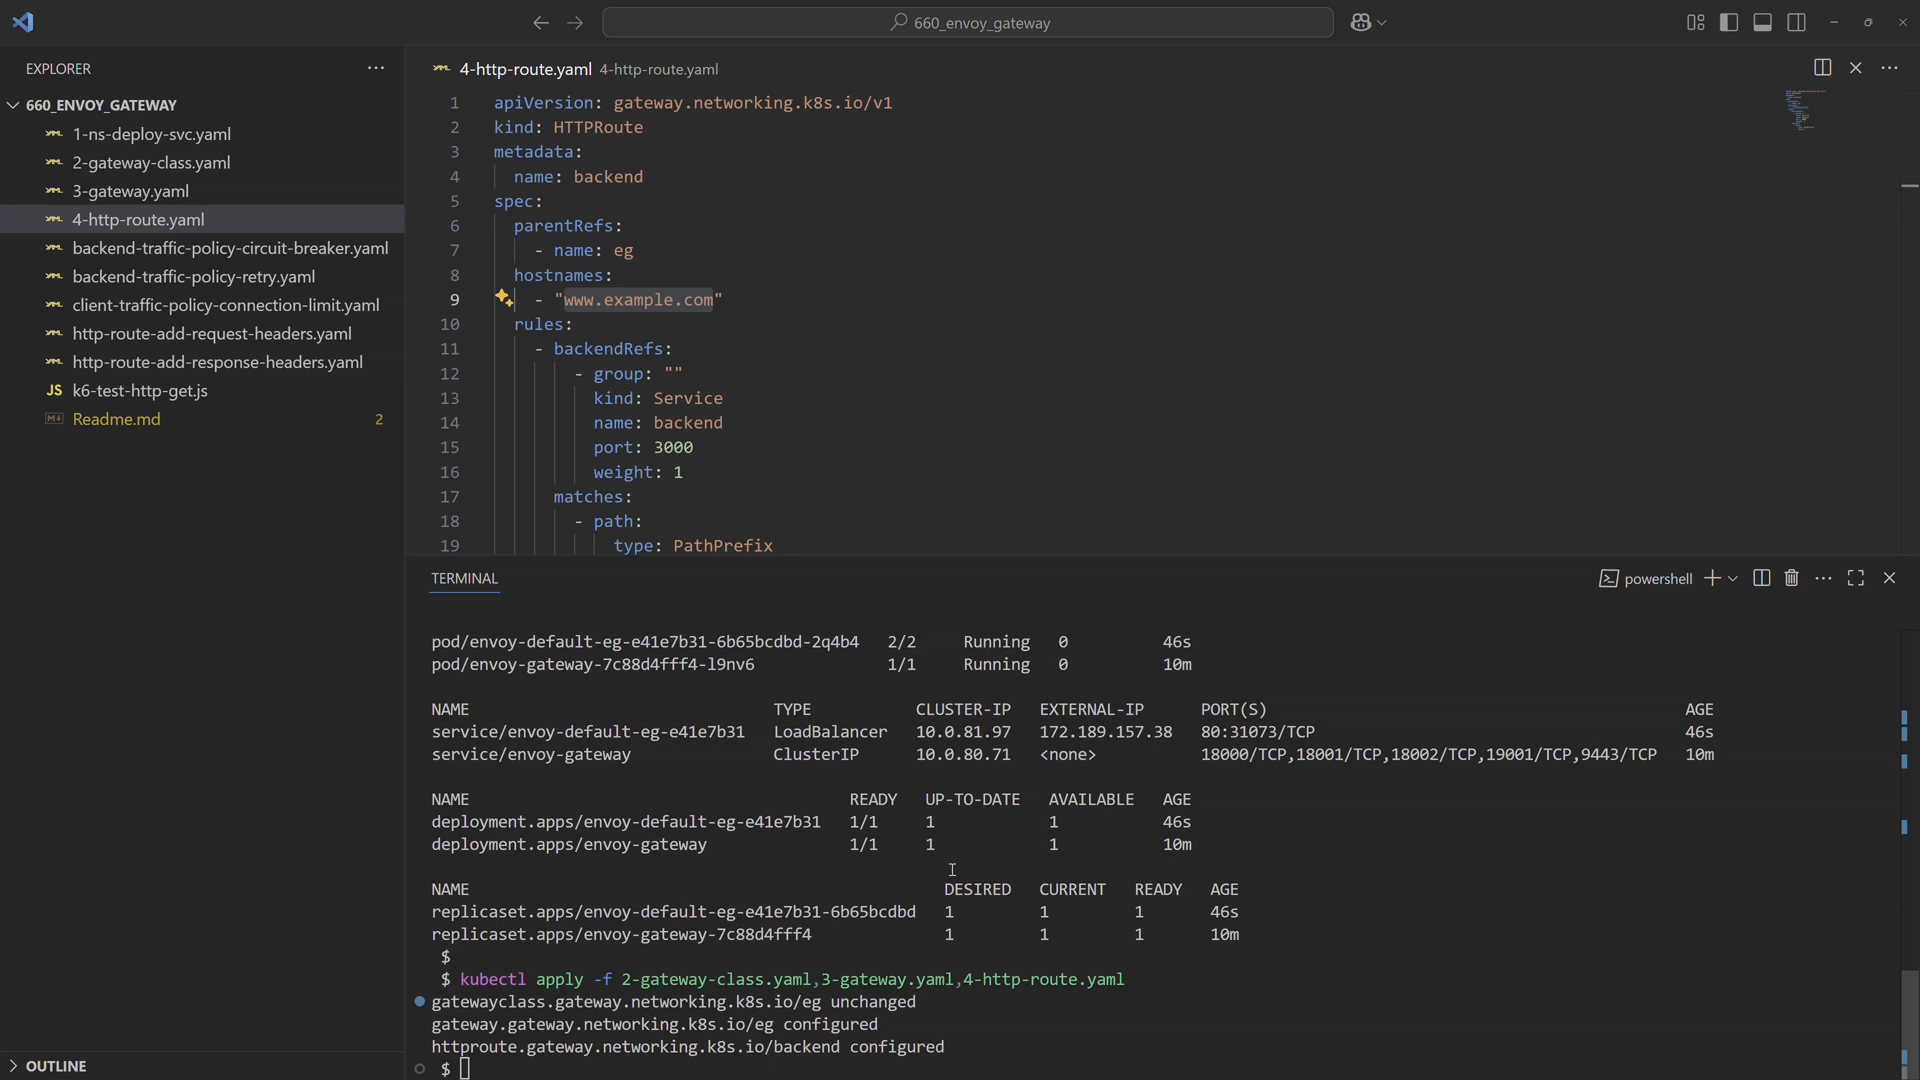 660_envoy_gateway
EXPLORER
660_ENVOY_GATEWAY
1-ns-deploy-svc.yaml
2-gateway-class.yaml
3-gateway.yaml
4-http-route.yaml
backend-traffic-policy-circuit-breaker.yaml
backend-traffic-policy-retry.yaml
client-traffic-policy-connection-limit.yaml
http-route-add-request-headers.yaml
http-route-add-response-headers.yaml
JS k6-test-http-get.js
Readme.md 2
OUTLINE
4-http-route.yaml 4-http-route.yaml
1 apiVersion: gateway.networking.k8s.io/v1
2 kind: HTTPRoute
3 metadata:
4 name: backend
5 spec:
6 parentRefs:
7 - name: eg
8 hostnames:
9 - "www.example.com"
10 rules:
11 - backendRefs:
12 - group: ""
13 kind: Service
14 name: backend
15 port: 3000
16 weight: 1
17 matches:
18 - path:
19 type: PathPrefix
TERMINAL
powershell
pod/envoy-default-eg-e41e7b31-6b65bcdbd-2q4b4 2/2 Running 0 46s
pod/envoy-gateway-7c88d4fff4-l9nv6 1/1 Running 0 10m
NAME TYPE CLUSTER-IP EXTERNAL-IP PORT(S) AGE
service/envoy-default-eg-e41e7b31 LoadBalancer 10.0.81.97 172.189.157.38 80:31073/TCP 46s
service/envoy-gateway ClusterIP 10.0.80.71 <none> 18000/TCP,18001/TCP,18002/TCP,19001/TCP,9443/TCP 10m
NAME READY UP-TO-DATE AVAILABLE AGE
deployment.apps/envoy-default-eg-e41e7b31 1/1 1 1 46s
deployment.apps/envoy-gateway 1/1 1 1 10m
NAME DESIRED CURRENT READY AGE
replicaset.apps/envoy-default-eg-e41e7b31-6b65bcdbd 1 1 1 46s
replicaset.apps/envoy-gateway-7c88d4fff4 1 1 1 10m
$
$ kubectl apply -f 2-gateway-class.yaml,3-gateway.yaml,4-http-route.yaml
gatewayclass.gateway.networking.k8s.io/eg unchanged
gateway.gateway.networking.k8s.io/eg configured
httproute.gateway.networking.k8s.io/backend configured
$